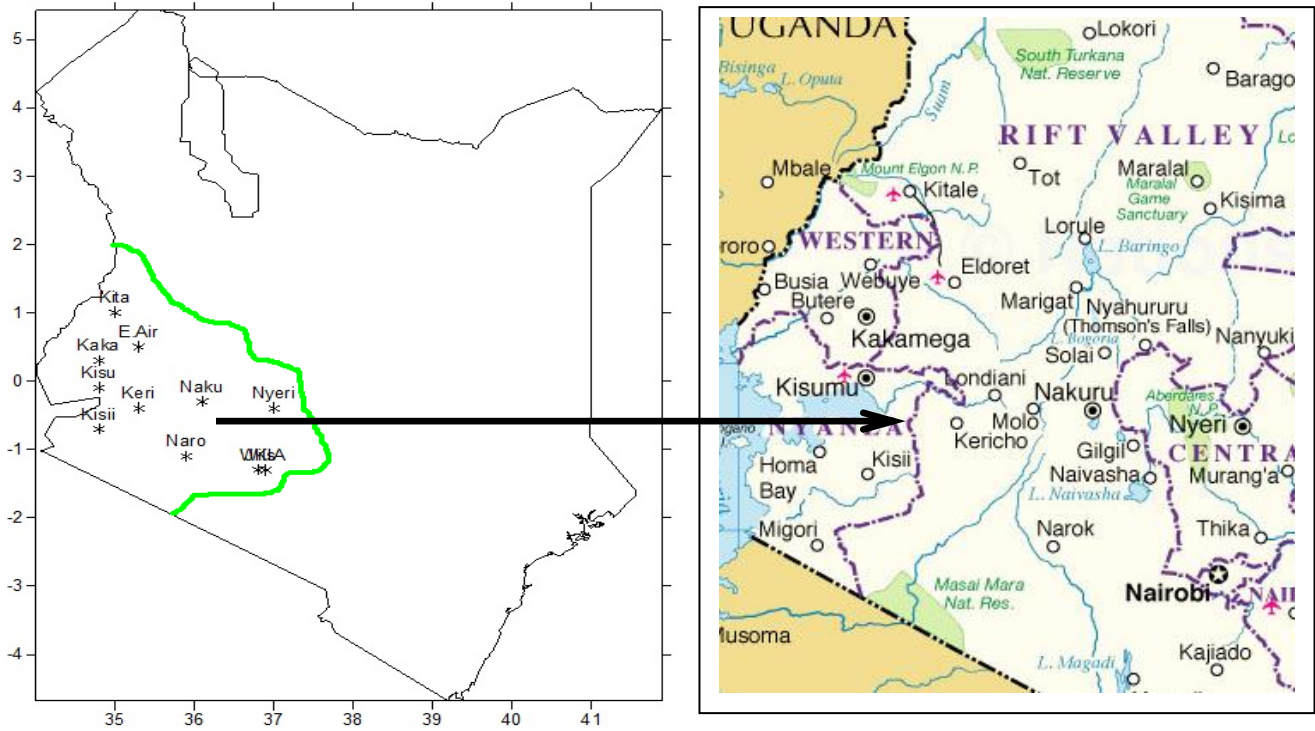 5
4
3
2
1
0
-1
-2
-3
-4
35
36
37
38
39
40
41
Kita
E.Air
Kaka
Kisu
Keri
Naku
Nyeri
Kisii
Naro
UGANDA
Lokori
Bisinga
L. Oputa
South Turkana
Nat. Reserve
Barago
Suam
RIFT VALLEY
Mbale
Mount Elgon N.P.
Kitale
Tot
Maralal
Maralal
Game
Sanctuary
Kisima
Lorule
L. Baringo
ororo
WESTERN
Busia
Webuye
Eldoret
Butere
Marigat
Nyahururu
(Thomson's Falls)
Nanyuki
Kakamega
L. Bogoria
Solai
Kisumu
Londiani
Nakuru
Aberdares
N.P.
Molo
Nyeri
NYANZA
Kericho
Gilgil
CENTRA
Homa
Bay
Kisii
Naivasha
Murang'a
L. Naivasha
Migori
Narok
Thika
Masai Mara
Nat. Res.
Nairobi
NAI
Musoma
Kajiado
L. Magadi